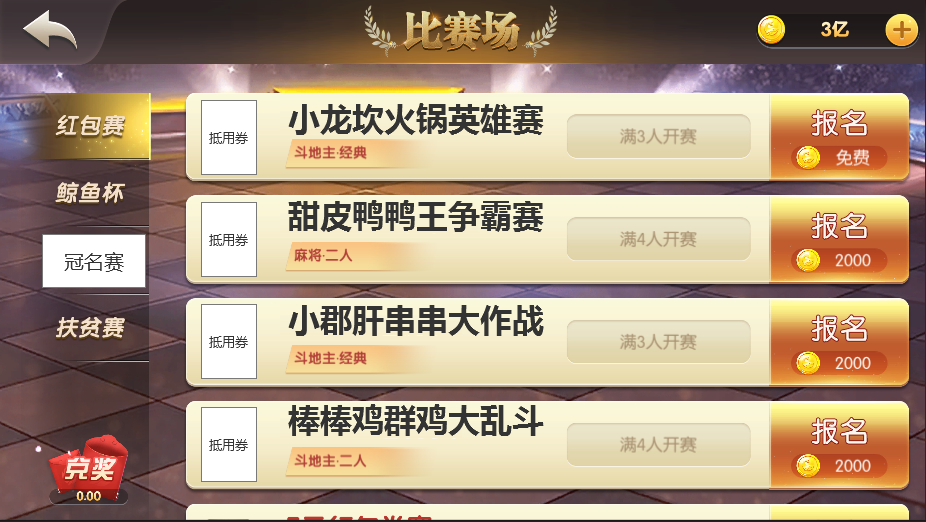 比赛场
3亿
红包赛
鲸鱼杯
冠名赛
扶贫赛
兑奖
0.00
抵用券
小龙坎火锅英雄赛
斗地主·经典
满3人开赛
报名
免费
抵用券
甜皮鸭鸭王争霸赛
麻将·二人
满4人开赛
报名
2000
抵用券
小郡肝串串大作战
斗地主·经典
满3人开赛
报名
2000
抵用券
棒棒鸡群鸡大乱斗
斗地主·二人
满4人开赛
报名
2000